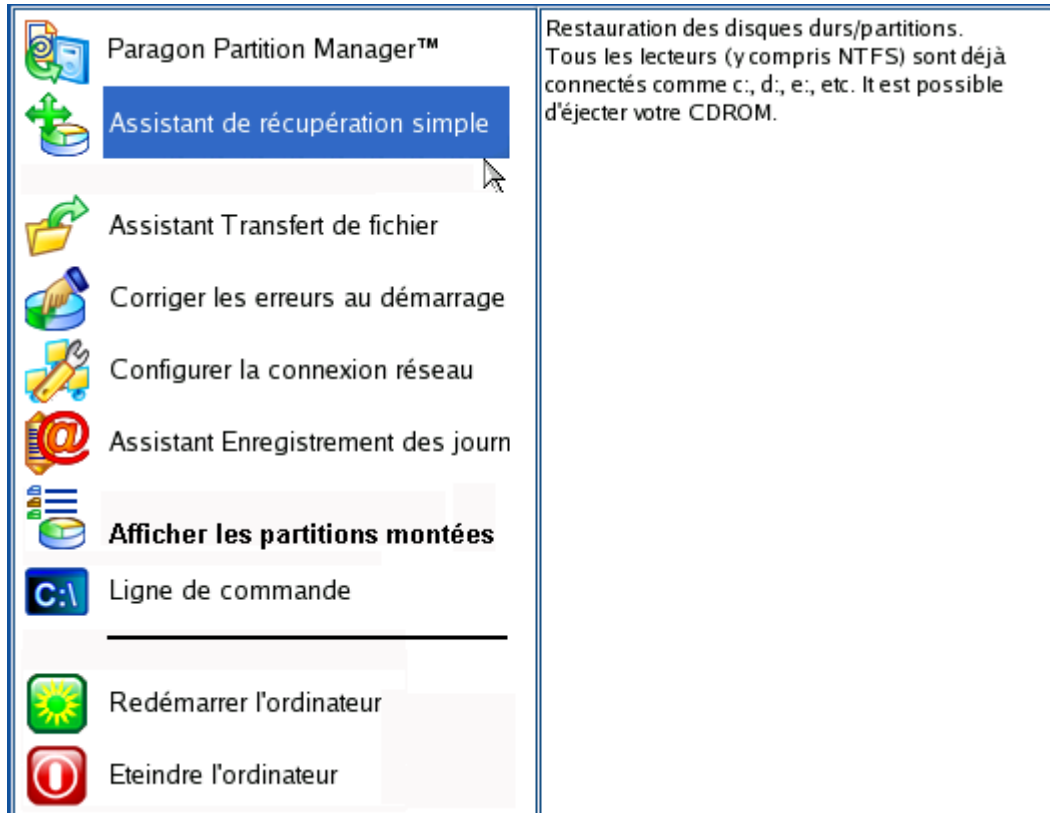 Paragon Partition Manager™
Assistant de récupération simple
Assistant Transfert de fichier
Corriger les erreurs au démarrage
Configurer la connexion réseau
@
Assistant Enregistrement des journ
Afficher les partitions montées
C:\
Ligne de commande
Redémarrer l'ordinateur
Eteindre l'ordinateur
Restauration des disques durs/partitions.
Tous les lecteurs (y compris NTFS) sont déjà
connectés comme c:, d:, e:, etc. It est possible
d'éjecter votre CDROM.